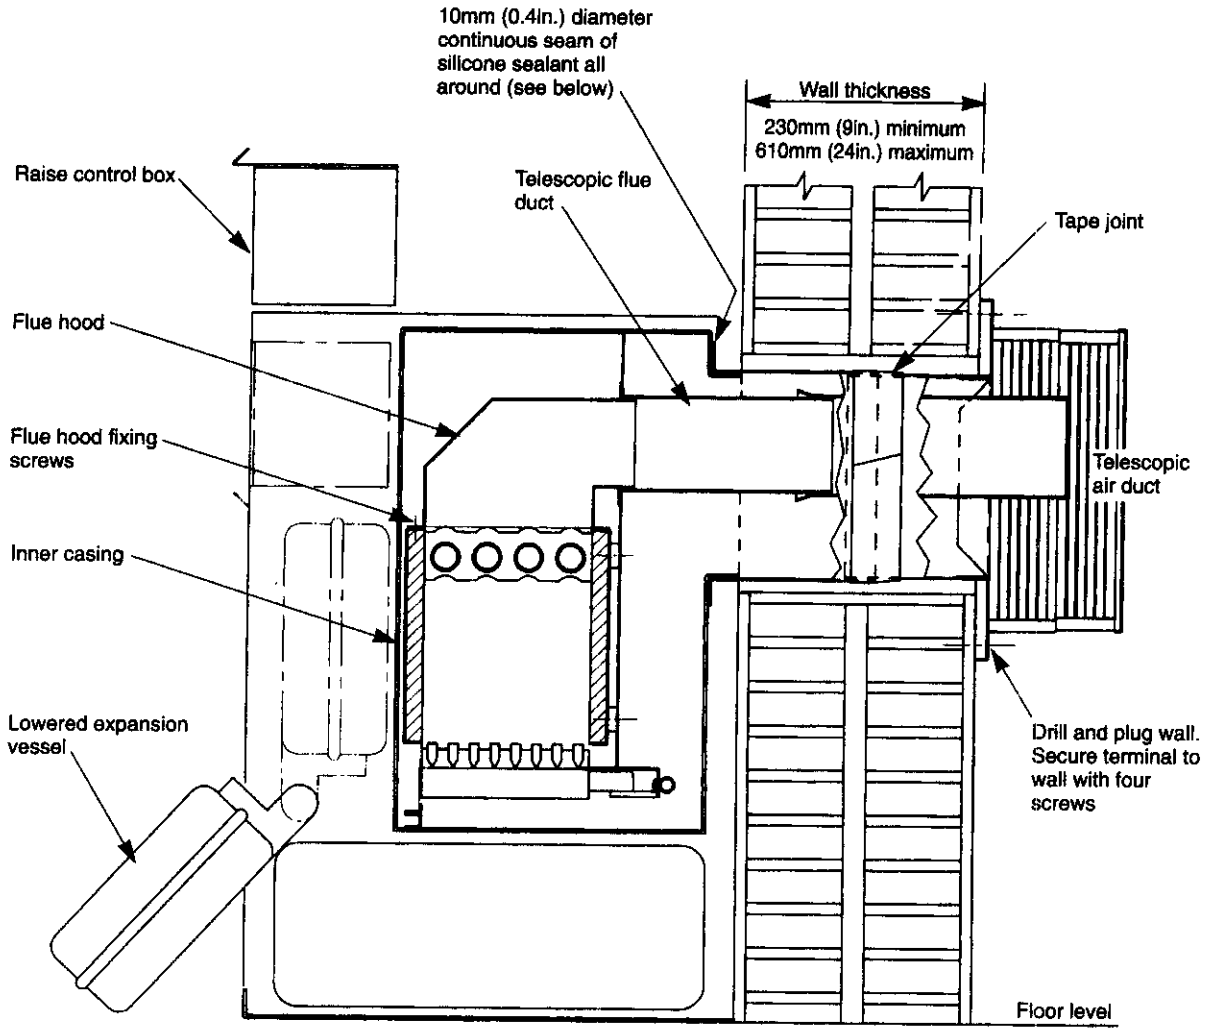 10mm (0.4in.) diameter
continuous seam of
silicone sealant all
around (see below)
Wall thickness
230mm (9in.) minimum
610mm (24in.) maximum
Raise control box
Telescopic flue
duct
Tape joint
Flue hood
Flue hood fixing
screws
Telescopic
air duct
Inner casing
Lowered expansion
vessel
Drill and plug wall.
Secure terminal to
wall with four
screws
Floor level